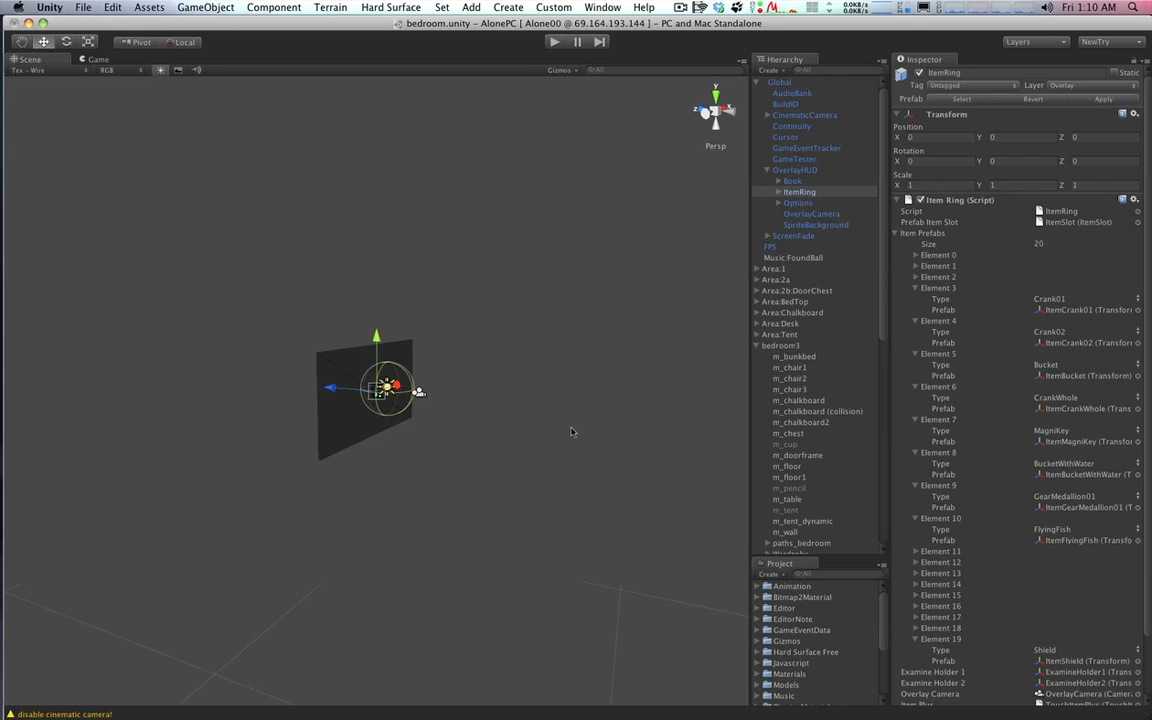 Unity File Edit Assets GameObject Component Terrain Hard Surface Set Add Create Custom Window Help 0.0KB/s 0.0KB/s Fri 1:10 AM
bedroom.unity - AlonePC [ Alone00 @ 69.164.193.144 ] - PC and Mac Standalone
Pivot Local Layers NewTry
Scene Game
Tex - Wire RGB Gizmos All
y z x
Persp
Hierarchy
Create All
Global
AudioBank
BuildID
CinematicCamera
Continuity
Cursor
GameEventTracker
GameTester
OverlayHUD
Book
ItemRing
Options
OverlayCamera
SpriteBackground
ScreenFade
FPS
Music:FoundBall
Area:1
Area:2a
Area:2b:DoorChest
Area:BedTop
Area:Chalkboard
Area:Desk
Area:Tent
bedroom3
m_bunkbed
m_chair1
m_chair2
m_chair3
m_chalkboard
m_chalkboard (collision)
m_chalkboard2
m_chest
m_cup
m_doorframe
m_floor
m_floor1
m_pencil
m_table
m_tent
m_tent_dynamic
m_wall
paths_bedroom
Project
Create All
Animation
Bitmap2Material
Editor
EditorNote
GameEventData
Gizmos
Hard Surface Free
Javascript
Materials
Models
Music
Inspector
ItemRing Static
Tag Untagged Layer Overlay
Prefab Select Revert Apply
Transform
Position
X 0 Y 0 Z 0
Rotation
X 0 Y 0 Z 0
Scale
X 1 Y 1 Z 1
Item Ring (Script)
Script ItemRing
Prefab Item Slot ItemSlot (ItemSlot)
Item Prefabs
Size 20
Element 0
Element 1
Element 2
Element 3
Type Crank01
Prefab ItemCrank01 (Transform
Element 4
Type Crank02
Prefab ItemCrank02 (Transform
Element 5
Type Bucket
Prefab ItemBucket (Transform
Element 6
Type CrankWhole
Prefab ItemCrankWhole (Trans
Element 7
Type MagniKey
Prefab ItemMagniKey (Transfor
Element 8
Type BucketWithWater
Prefab ItemBucketWithWater (T
Element 9
Type GearMedallion01
Prefab ItemGearMedallion01 (T
Element 10
Type FlyingFish
Prefab ItemFlyingFish (Transfo
Element 11
Element 12
Element 13
Element 14
Element 15
Element 16
Element 17
Element 18
Element 19
Type Shield
Prefab ItemShield (Transform)
Examine Holder 1 ExamineHolder1 (Trans
Examine Holder 2 ExamineHolder2 (Trans
Overlay Camera OverlayCamera (Camer
disable cinematic camera!